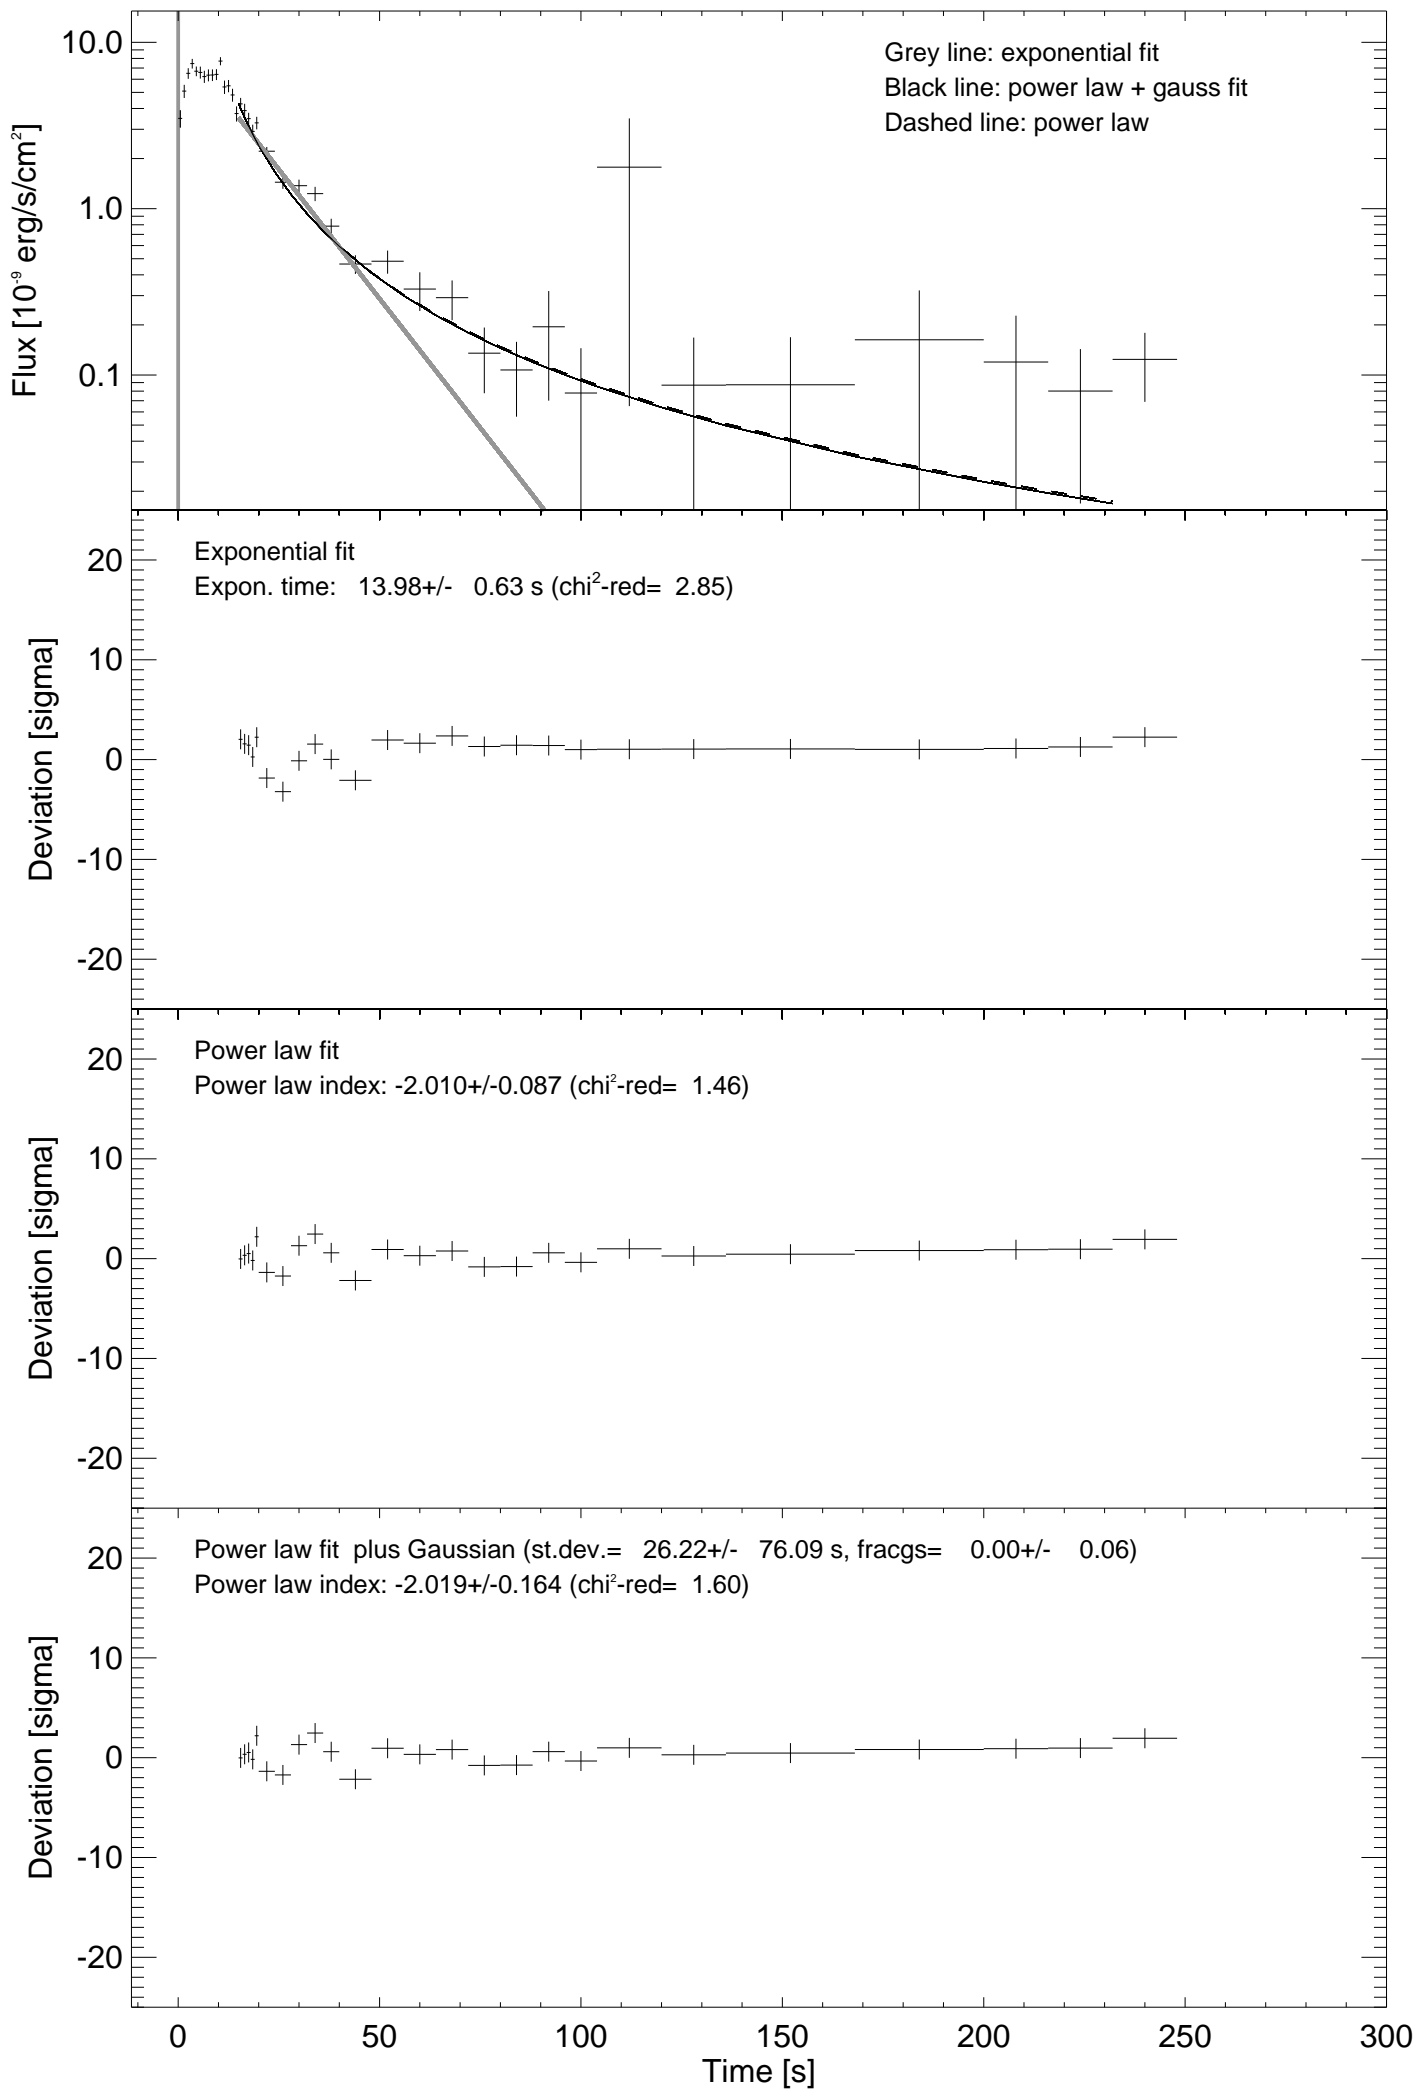 Grey line: exponential fit
Black line: power law + gauss fit
Dashed line: power law
Flux [10⁻⁹ erg/s/cm²]
10.0
1.0
0.1
Exponential fit
Expon. time: 13.98+/- 0.63 s (chi²-red= 2.85)
Deviation [sigma]
20
10
0
-10
-20
Power law fit
Power law index: -2.010+/-0.087 (chi²-red= 1.46)
Deviation [sigma]
20
10
0
-10
-20
Power law fit plus Gaussian (st.dev.= 26.22+/- 76.09 s, fracgs= 0.00+/- 0.06)
Power law index: -2.019+/-0.164 (chi²-red= 1.60)
Deviation [sigma]
20
10
0
-10
-20
0 50 100 150 200 250 300
Time [s]